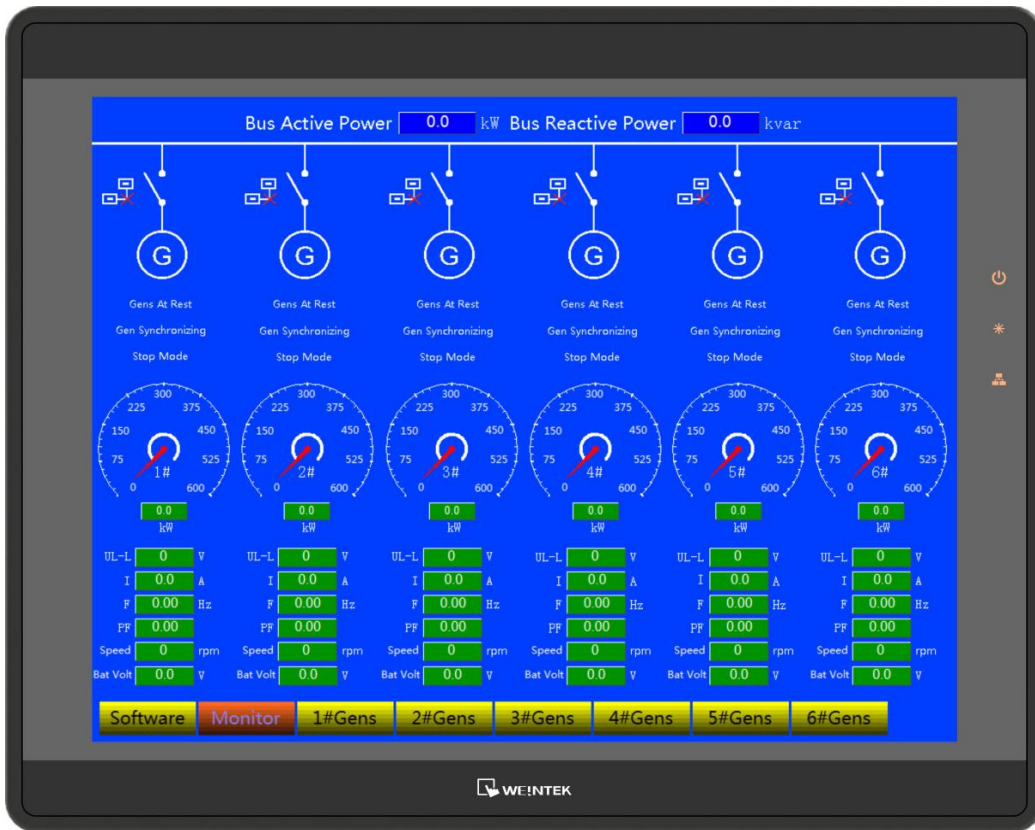 Bus Active Power 0.0 kW Bus Reactive Power 0.0 kvar
G G G G G G
Gens At Rest Gens At Rest Gens At Rest Gens At Rest Gens At Rest Gens At Rest
Gen Synchronizing Gen Synchronizing Gen Synchronizing Gen Synchronizing Gen Synchronizing Gen Synchronizing
Stop Mode Stop Mode Stop Mode Stop Mode Stop Mode Stop Mode
300 300 300 300 300 300
225 375 225 375 225 375 225 375 225 375 225 375
150 450 150 450 150 450 150 450 150 450 150 450
75 525 75 525 75 525 75 525 75 525 75 525
1# 2# 3# 4# 5# 6#
0 600 0 600 0 600 0 600 0 600 0 600
0.0 0.0 0.0 0.0 0.0 0.0
kW kW kW kW kW kW
UL-L 0 V UL-L 0 V UL-L 0 V UL-L 0 V UL-L 0 V UL-L 0 V
I 0.0 A I 0.0 A I 0.0 A I 0.0 A I 0.0 A I 0.0 A
F 0.00 Hz F 0.00 Hz F 0.00 Hz F 0.00 Hz F 0.00 Hz F 0.00 Hz
PF 0.00 PF 0.00 PF 0.00 PF 0.00 PF 0.00 PF 0.00
Speed 0 rpm Speed 0 rpm Speed 0 rpm Speed 0 rpm Speed 0 rpm Speed 0 rpm
Bat Volt 0.0 V Bat Volt 0.0 V Bat Volt 0.0 V Bat Volt 0.0 V Bat Volt 0.0 V Bat Volt 0.0 V
Software Monitor 1#Gens 2#Gens 3#Gens 4#Gens 5#Gens 6#Gens
WE!NTEK